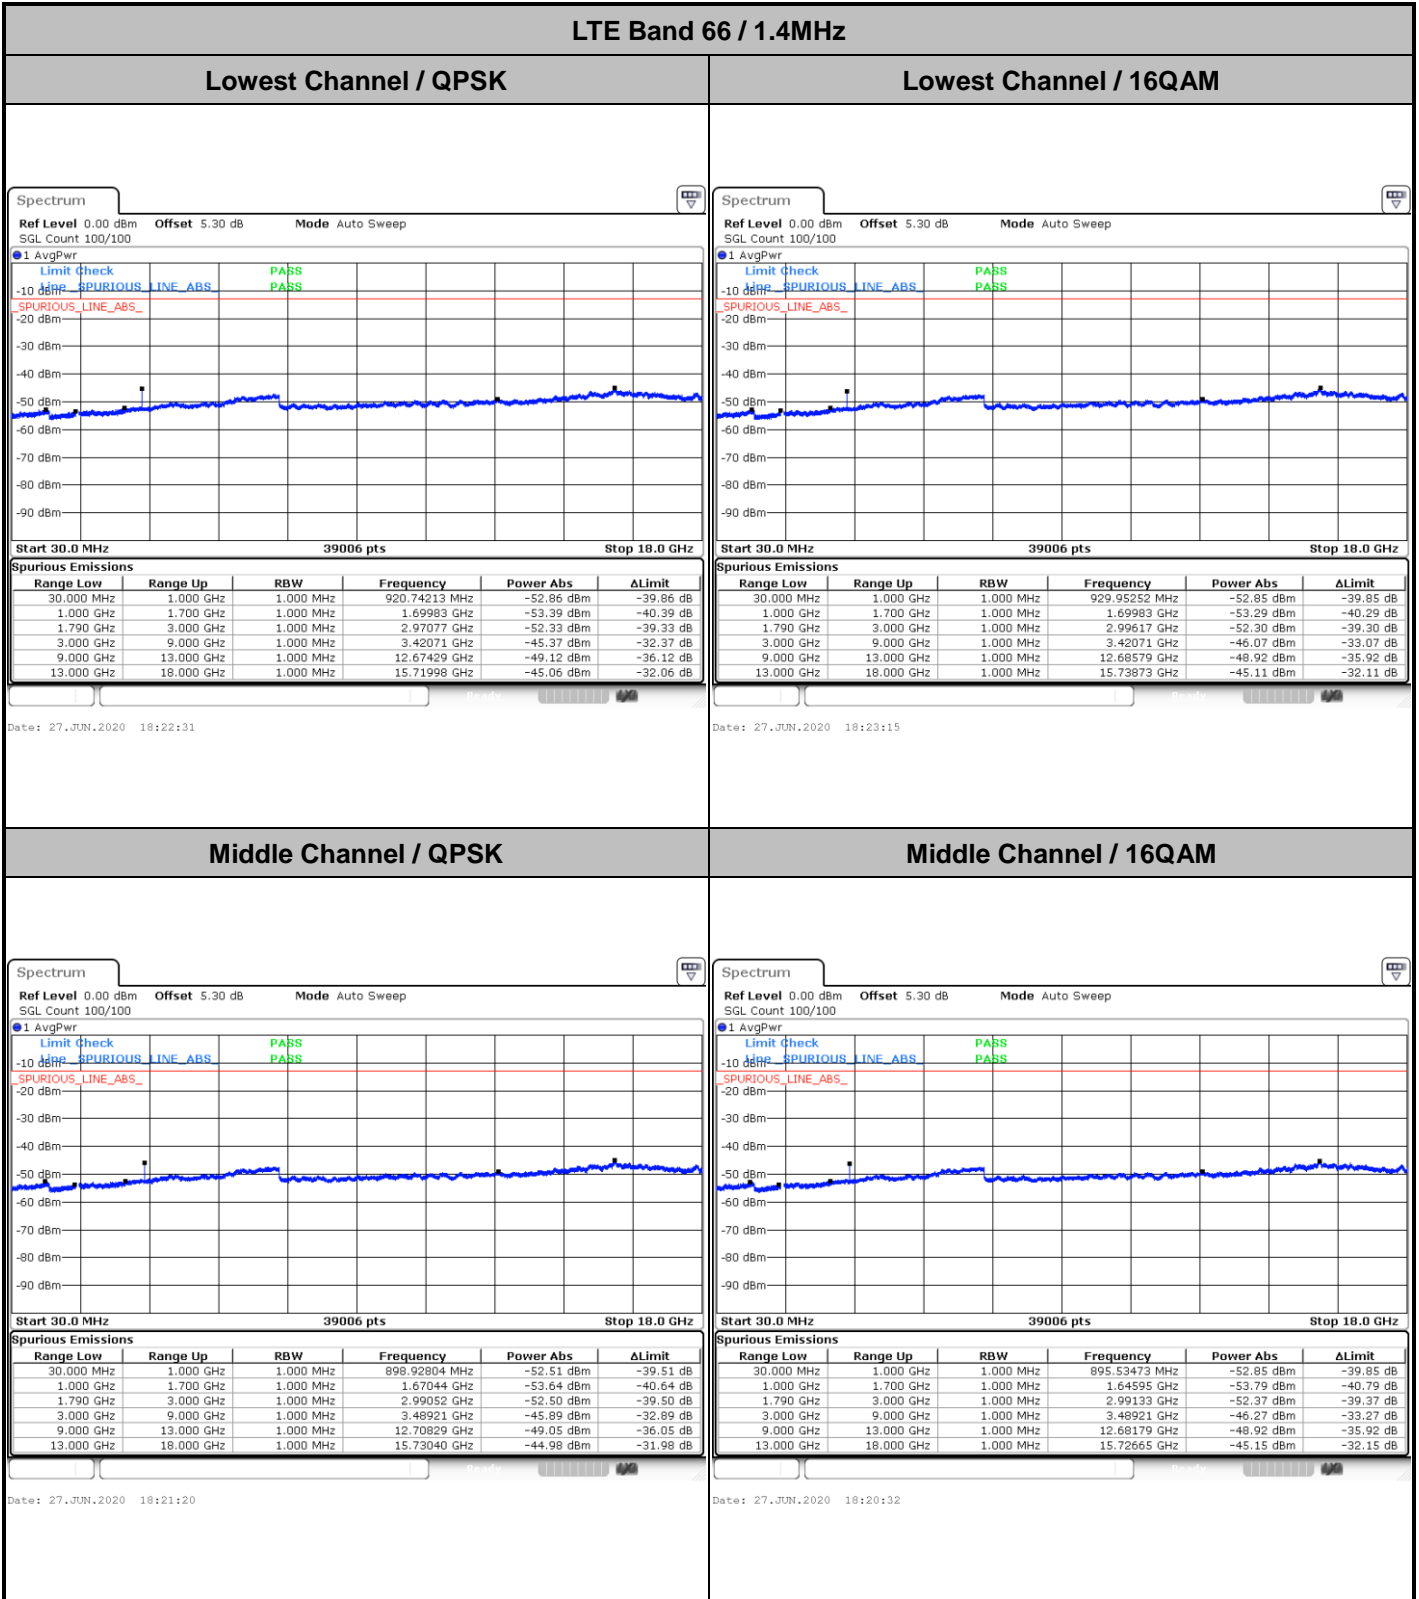 LTE Band 66 / 1.4MHz
Lowest Channel / QPSK
Lowest Channel / 16QAM
Spectrum
Ref Level 0.00 dBm Offset 5.30 dB Mode Auto Sweep
SGL Count 100/100
1 AvgPwr
Limit Check PASS
Line _SPURIOUS_LINE_ABS_ PASS
-10 dBm
_SPURIOUS_LINE_ABS_
-20 dBm
-30 dBm
-40 dBm
-50 dBm
-60 dBm
-70 dBm
-80 dBm
-90 dBm
Start 30.0 MHz 39006 pts Stop 18.0 GHz
Spurious Emissions
Range Low Range Up RBW Frequency Power Abs ΔLimit
30.000 MHz 1.000 GHz 1.000 MHz 920.74213 MHz -52.86 dBm -39.86 dB
1.000 GHz 1.700 GHz 1.000 MHz 1.69983 GHz -53.39 dBm -40.39 dB
1.790 GHz 3.000 GHz 1.000 MHz 2.97077 GHz -52.33 dBm -39.33 dB
3.000 GHz 9.000 GHz 1.000 MHz 3.42071 GHz -45.37 dBm -32.37 dB
9.000 GHz 13.000 GHz 1.000 MHz 12.67429 GHz -49.12 dBm -36.12 dB
13.000 GHz 18.000 GHz 1.000 MHz 15.71998 GHz -45.06 dBm -32.06 dB
Ready
Date: 27.JUN.2020 18:22:31
Spectrum
Ref Level 0.00 dBm Offset 5.30 dB Mode Auto Sweep
SGL Count 100/100
1 AvgPwr
Limit Check PASS
Line _SPURIOUS_LINE_ABS_ PASS
-10 dBm
_SPURIOUS_LINE_ABS_
-20 dBm
-30 dBm
-40 dBm
-50 dBm
-60 dBm
-70 dBm
-80 dBm
-90 dBm
Start 30.0 MHz 39006 pts Stop 18.0 GHz
Spurious Emissions
Range Low Range Up RBW Frequency Power Abs ΔLimit
30.000 MHz 1.000 GHz 1.000 MHz 929.95252 MHz -52.85 dBm -39.85 dB
1.000 GHz 1.700 GHz 1.000 MHz 1.69983 GHz -53.29 dBm -40.29 dB
1.790 GHz 3.000 GHz 1.000 MHz 2.99617 GHz -52.30 dBm -39.30 dB
3.000 GHz 9.000 GHz 1.000 MHz 3.42071 GHz -46.07 dBm -33.07 dB
9.000 GHz 13.000 GHz 1.000 MHz 12.68579 GHz -48.92 dBm -35.92 dB
13.000 GHz 18.000 GHz 1.000 MHz 15.73873 GHz -45.11 dBm -32.11 dB
Ready
Date: 27.JUN.2020 18:23:15
Middle Channel / QPSK
Middle Channel / 16QAM
Spectrum
Ref Level 0.00 dBm Offset 5.30 dB Mode Auto Sweep
SGL Count 100/100
1 AvgPwr
Limit Check PASS
Line _SPURIOUS_LINE_ABS_ PASS
-10 dBm
_SPURIOUS_LINE_ABS_
-20 dBm
-30 dBm
-40 dBm
-50 dBm
-60 dBm
-70 dBm
-80 dBm
-90 dBm
Start 30.0 MHz 39006 pts Stop 18.0 GHz
Spurious Emissions
Range Low Range Up RBW Frequency Power Abs ΔLimit
30.000 MHz 1.000 GHz 1.000 MHz 898.92804 MHz -52.51 dBm -39.51 dB
1.000 GHz 1.700 GHz 1.000 MHz 1.67044 GHz -53.64 dBm -40.64 dB
1.790 GHz 3.000 GHz 1.000 MHz 2.99052 GHz -52.50 dBm -39.50 dB
3.000 GHz 9.000 GHz 1.000 MHz 3.48921 GHz -45.89 dBm -32.89 dB
9.000 GHz 13.000 GHz 1.000 MHz 12.70829 GHz -49.05 dBm -36.05 dB
13.000 GHz 18.000 GHz 1.000 MHz 15.73040 GHz -44.98 dBm -31.98 dB
Ready
Date: 27.JUN.2020 18:21:20
Spectrum
Ref Level 0.00 dBm Offset 5.30 dB Mode Auto Sweep
SGL Count 100/100
1 AvgPwr
Limit Check PASS
Line _SPURIOUS_LINE_ABS_ PASS
-10 dBm
_SPURIOUS_LINE_ABS_
-20 dBm
-30 dBm
-40 dBm
-50 dBm
-60 dBm
-70 dBm
-80 dBm
-90 dBm
Start 30.0 MHz 39006 pts Stop 18.0 GHz
Spurious Emissions
Range Low Range Up RBW Frequency Power Abs ΔLimit
30.000 MHz 1.000 GHz 1.000 MHz 895.53473 MHz -52.85 dBm -39.85 dB
1.000 GHz 1.700 GHz 1.000 MHz 1.64595 GHz -53.79 dBm -40.79 dB
1.790 GHz 3.000 GHz 1.000 MHz 2.99133 GHz -52.37 dBm -39.37 dB
3.000 GHz 9.000 GHz 1.000 MHz 3.48921 GHz -46.27 dBm -33.27 dB
9.000 GHz 13.000 GHz 1.000 MHz 12.68179 GHz -48.92 dBm -35.92 dB
13.000 GHz 18.000 GHz 1.000 MHz 15.72665 GHz -45.15 dBm -32.15 dB
Ready
Date: 27.JUN.2020 18:20:32